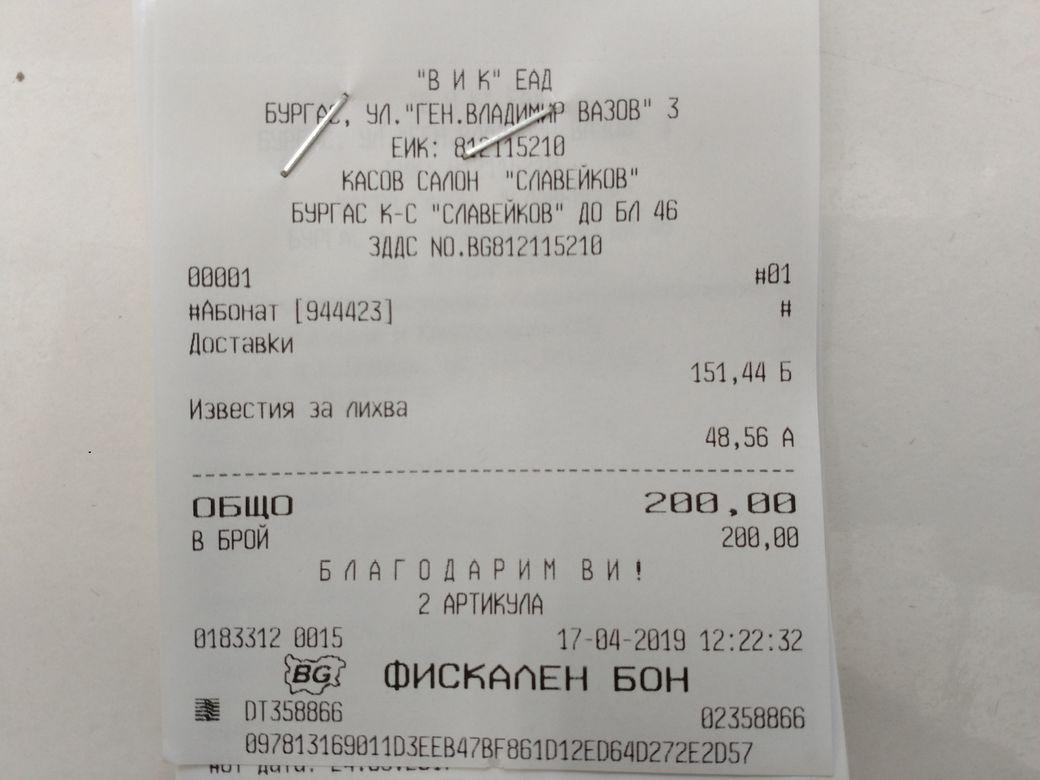 "В И К" ЕАД
БУРГАС, УЛ."ГЕН.ВЛАДИМИР ВАЗОВ" 3
ЕИК: 812115210
КАСОВ САЛОН "СЛАВЕЙКОВ"
БУРГАС К-С "СЛАВЕЙКОВ" ДО БЛ 46
ЗДДС NO.BG812115210
00001 #01
#Абонат [944423] #
Доставки
151,44 Б
Известия за лихва
48,56 А
ОБЩО 200,00
В БРОЙ 200,00
БЛАГОДАРИМ ВИ!
2 АРТИКУЛА
0183312 0015 17-04-2019 12:22:32
BG ФИСКАЛЕН БОН
DT358866 02358866
097813169011D3EEB47BF861D12ED64D272E2D57